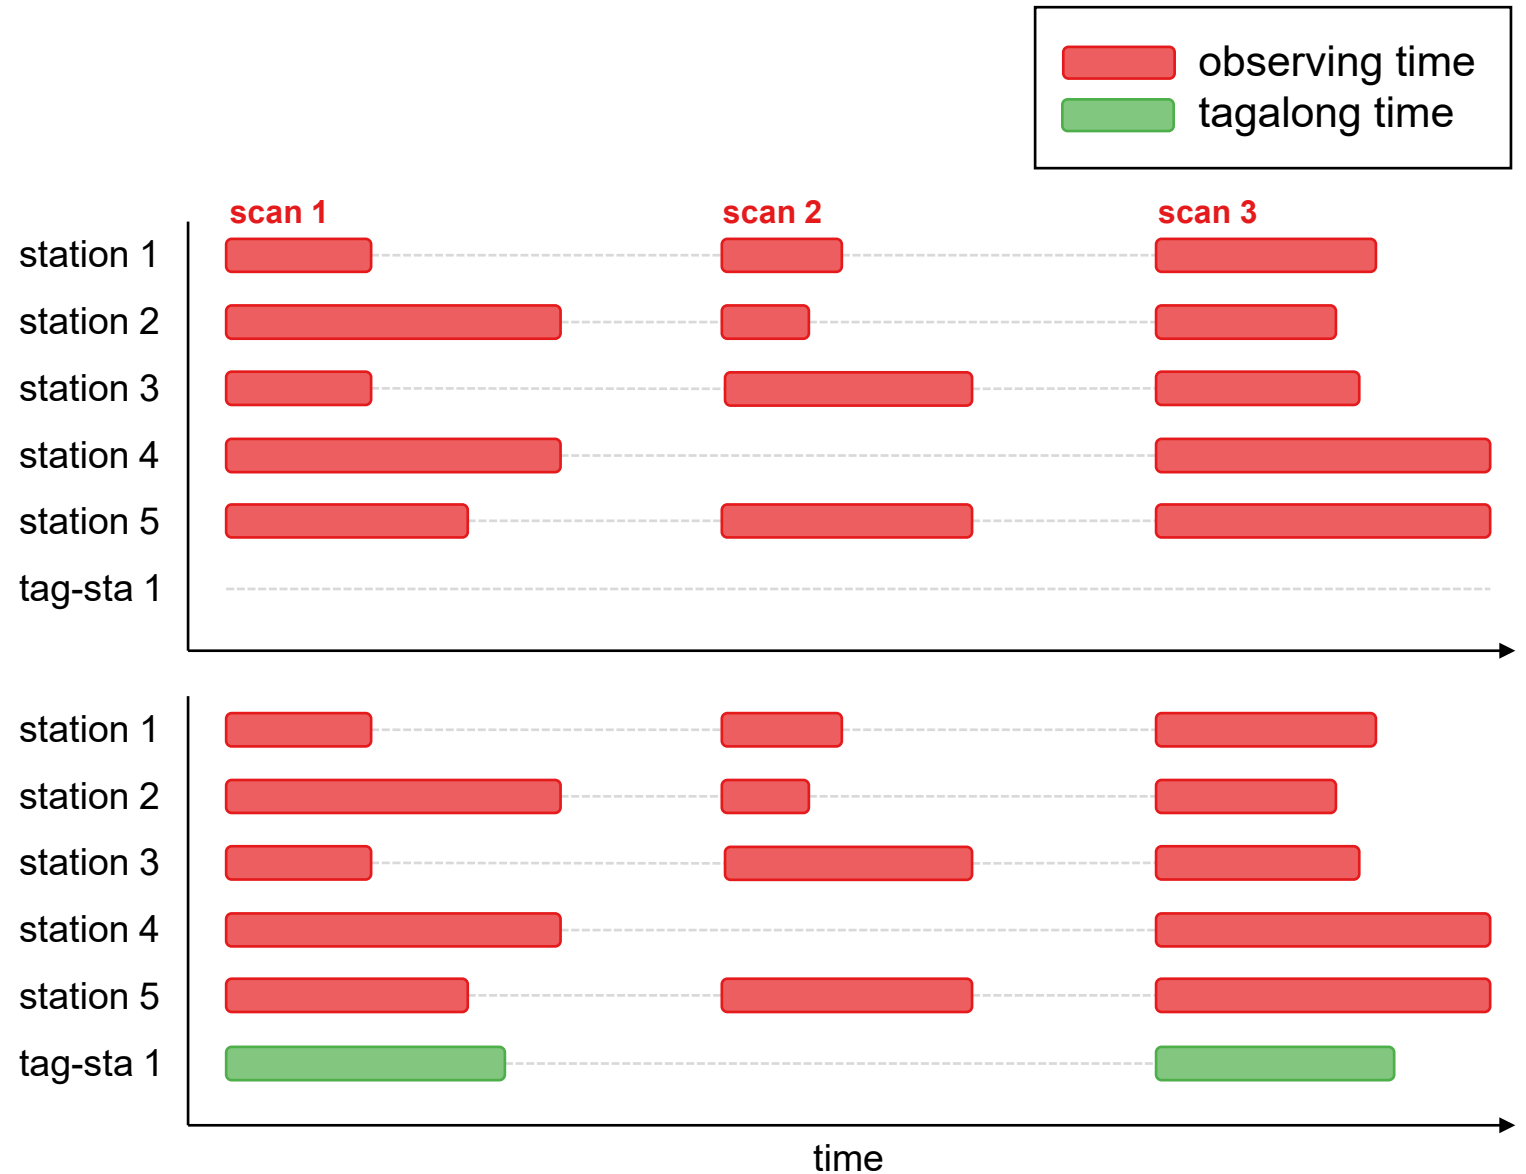 observing time
tagalong time
scan 1 scan 2 scan 3
station 1
station 2
station 3
station 4
station 5
tag-sta 1
station 1
station 2
station 3
station 4
station 5
tag-sta 1
time